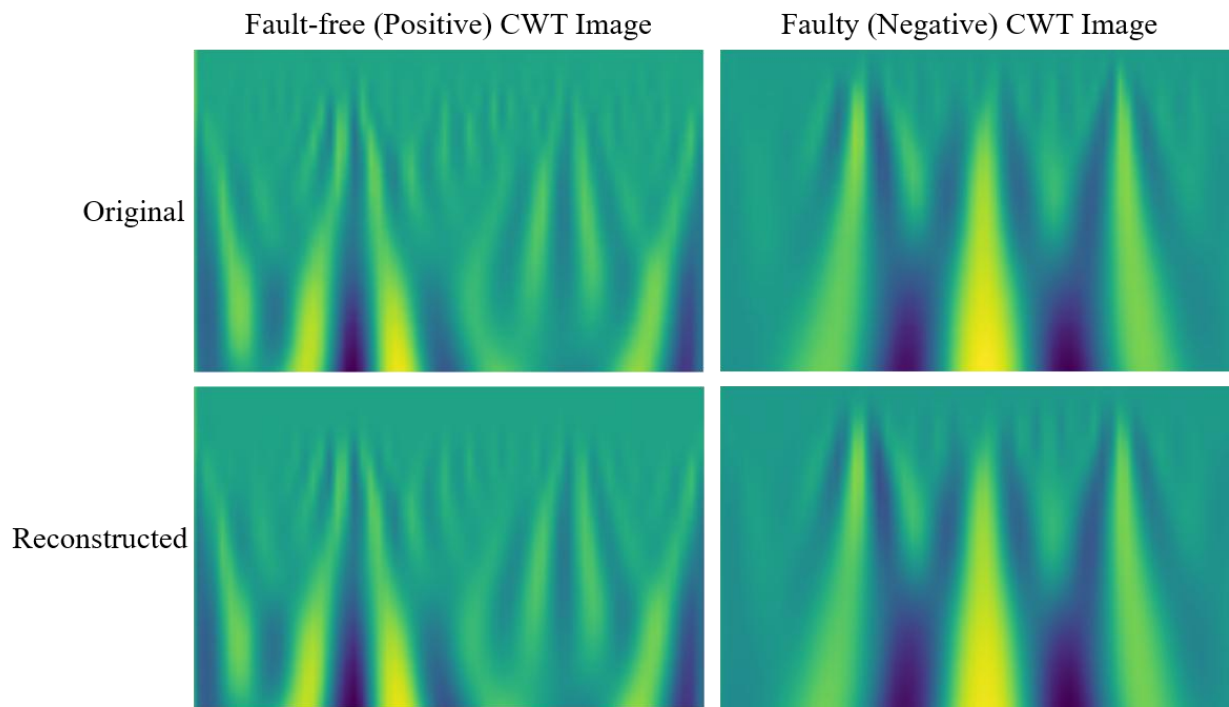 Fault-free (Positive) CWT Image
Faulty (Negative) CWT Image
Original
Reconstructed